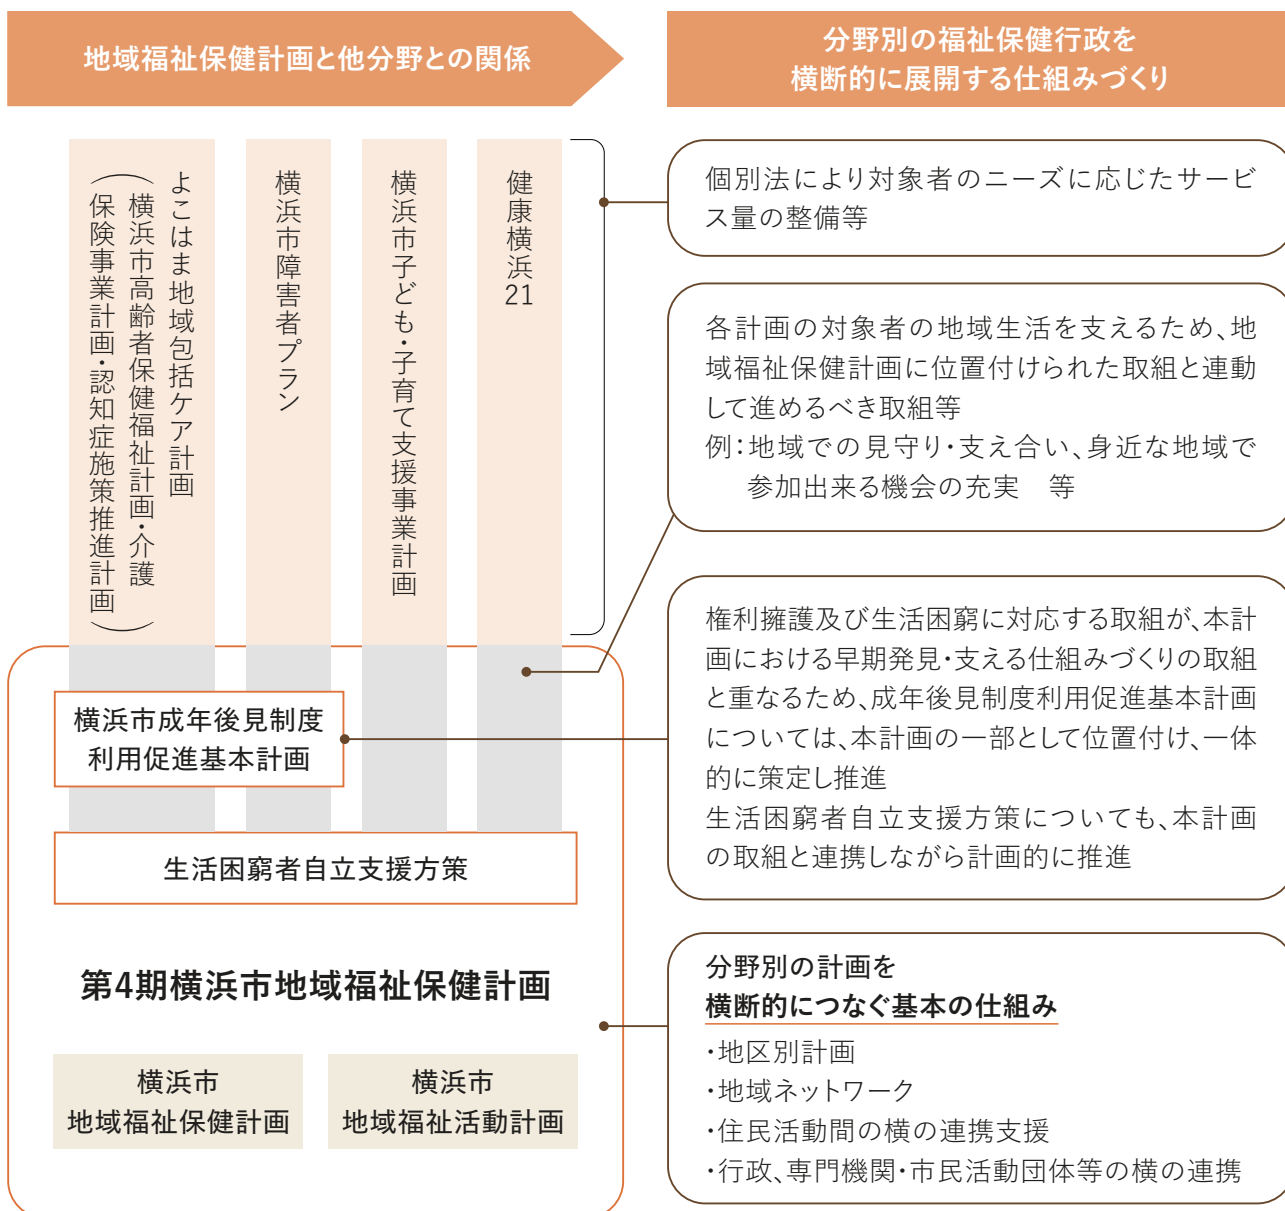 地域福祉保健計画と他分野との関係
分野別の福祉保健行政を
横断的に展開する仕組みづくり
よこはま地域包括ケア計画
（横浜市高齢者保健福祉計画・介護
保険事業計画・認知症施策推進計画）
横浜市障害者プラン
横浜市子ども・子育て支援事業計画
健康横浜21
横浜市成年後見制度
利用促進基本計画
生活困窮者自立支援方策
第4期横浜市地域福祉保健計画
横浜市
地域福祉保健計画
横浜市
地域福祉活動計画
個別法により対象者のニーズに応じたサービ
ス量の整備等
各計画の対象者の地域生活を支えるため、地
域福祉保健計画に位置付けられた取組と連動
して進めるべき取組等
例：地域での見守り・支え合い、身近な地域で
参加出来る機会の充実　等
権利擁護及び生活困窮に対応する取組が、本計
画における早期発見・支える仕組みづくりの取組
と重なるため、成年後見制度利用促進基本計画
については、本計画の一部として位置付け、一体
的に策定し推進
生活困窮者自立支援方策についても、本計画
の取組と連携しながら計画的に推進
分野別の計画を
横断的につなぐ基本の仕組み
・地区別計画
・地域ネットワーク
・住民活動間の横の連携支援
・行政、専門機関・市民活動団体等の横の連携